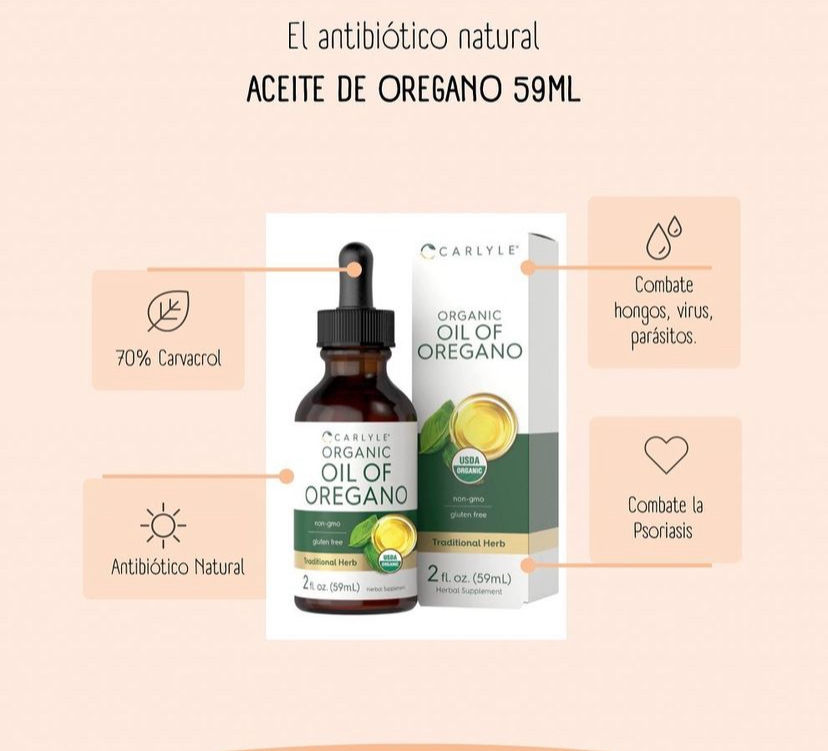 El antibiótico natural
ACEITE DE OREGANO 59ML
70% Carvacrol
Antibiótico Natural
CARLYLE
ORGANIC
OIL OF
OREGANO
non-gmo
gluten free
USDA
ORGANIC
Traditional Herb
2 fl. oz. (59mL)
Herbal Supplement
CARLYLE
ORGANIC
OIL OF
OREGANO
USDA
ORGANIC
non-gmo
gluten free
Traditional Herb
2 fl. oz. (59mL)
Herbal Supplement
Combate
hongos, virus,
parásitos.
Combate la
Psoriasis